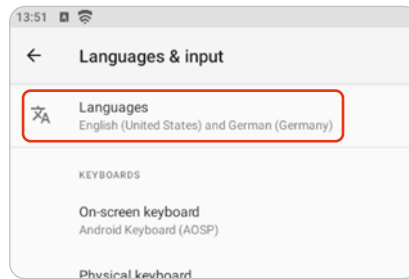 13:51
Languages & input
Languages
English (United States) and German (Germany)
KEYBOARDS
On-screen keyboard
Android Keyboard (AOSP)
Physical keyboard